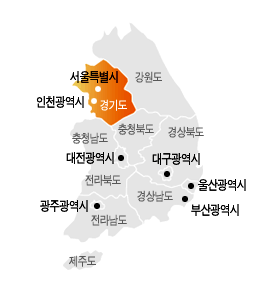 서울특별시
강원도
인천광역시
경기도
충청남도
충청북도
경상북도
대전광역시
대구광역시
전라북도
울산광역시
경상남도
광주광역시
부산광역시
전라남도
제주도